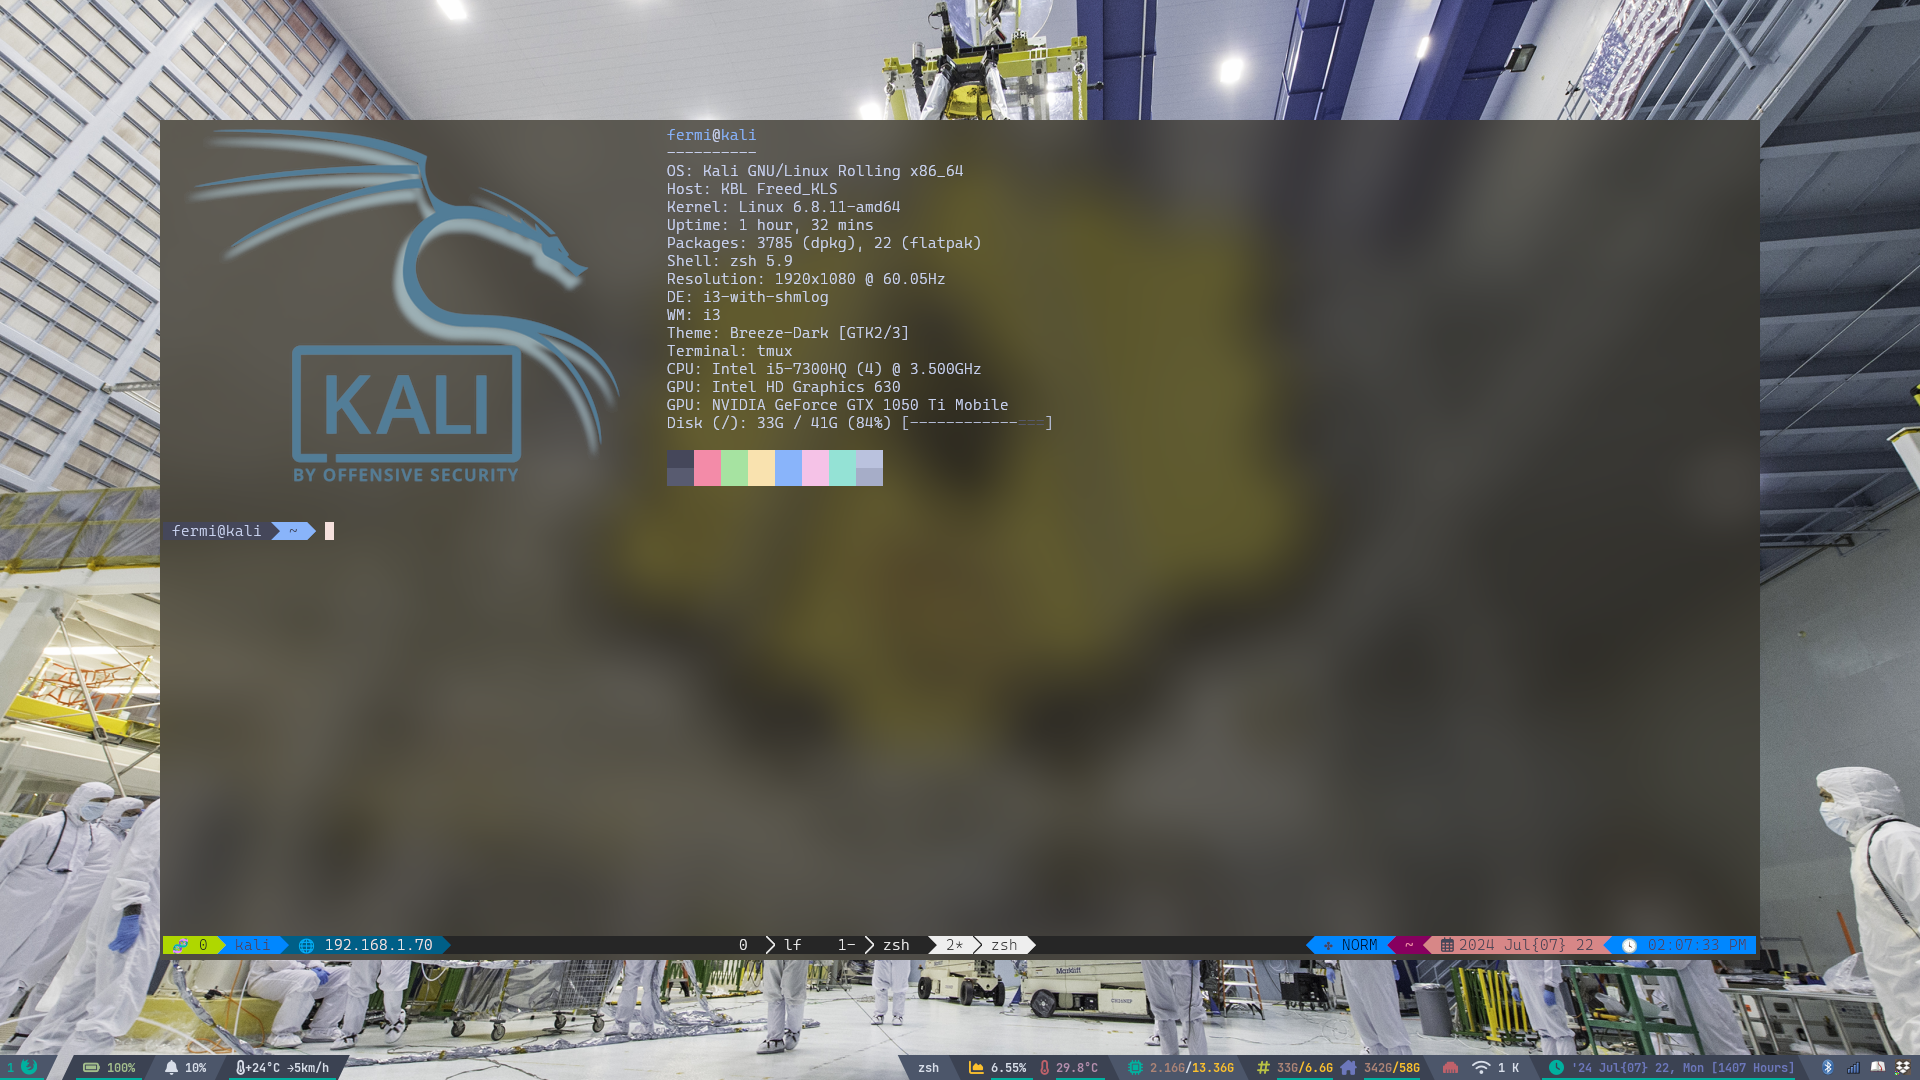 KALI
BY OFFENSIVE SECURITY
fermi@kali
----------
OS: Kali GNU/Linux Rolling x86_64
Host: KBL Freed_KLS
Kernel: Linux 6.8.11-amd64
Uptime: 1 hour, 32 mins
Packages: 3785 (dpkg), 22 (flatpak)
Shell: zsh 5.9
Resolution: 1920x1080 @ 60.05Hz
DE: i3-with-shmlog
WM: i3
Theme: Breeze-Dark [GTK2/3]
Terminal: tmux
CPU: Intel i5-7300HQ (4) @ 3.500GHz
GPU: Intel HD Graphics 630
GPU: NVIDIA GeForce GTX 1050 Ti Mobile
Disk (/): 33G / 41G (84%) [------------===]
fermi@kali ~
0 kali 192.168.1.70 0 lf 1- zsh 2* zsh NORM ~ 2024 Jul{07} 22 02:07:33 PM
Marklift
1 100% 10% +24°C →5km/h zsh 6.55% 29.8°C 2.16G/13.36G 33G/6.6G 342G/58G 1 K '24 Jul{07} 22, Mon [1407 Hours]